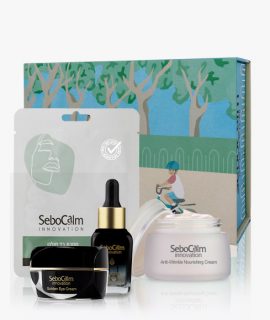 SeboCalm
INNOVATION
SeboCalm
innovation
Anti-Wrinkle Nourishing Cream
SeboCalm
innovation
SeboCalm
innovation
Golden Eye Cream